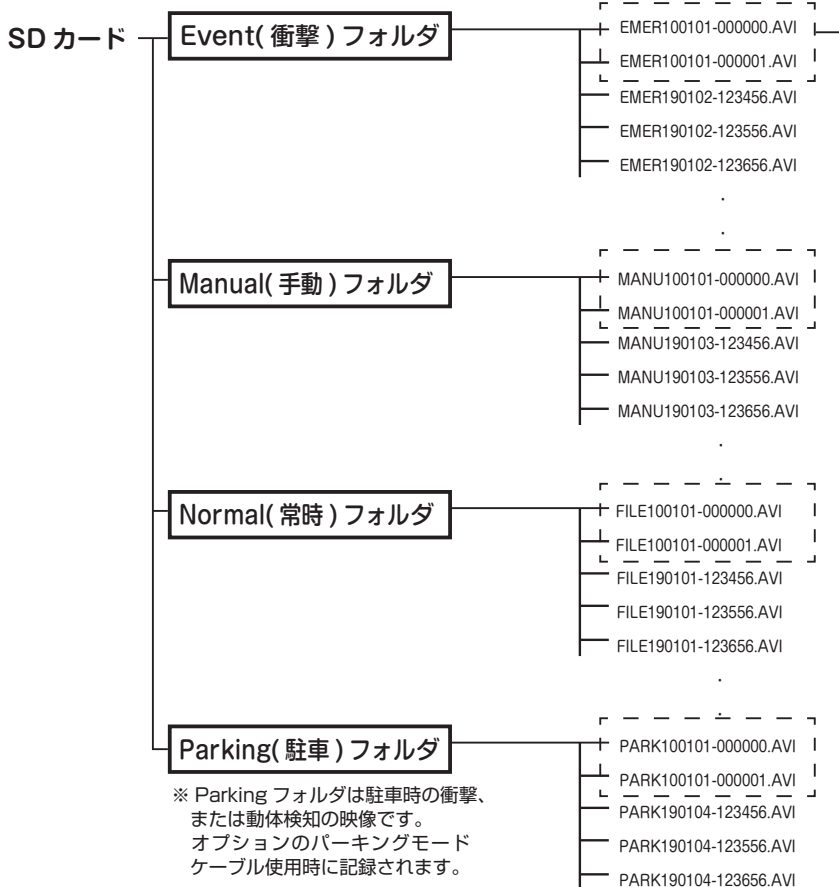 SD カード
Event( 衝撃 ) フォルダ
EMER100101-000000.AVI
EMER100101-000001.AVI
EMER190102-123456.AVI
EMER190102-123556.AVI
EMER190102-123656.AVI
Manual( 手動 ) フォルダ
MANU100101-000000.AVI
MANU100101-000001.AVI
MANU190103-123456.AVI
MANU190103-123556.AVI
MANU190103-123656.AVI
Normal( 常時 ) フォルダ
FILE100101-000000.AVI
FILE100101-000001.AVI
FILE190101-123456.AVI
FILE190101-123556.AVI
FILE190101-123656.AVI
Parking( 駐車 ) フォルダ
※ Parking フォルダは駐車時の衝撃、
または動体検知の映像です。
オプションのパーキングモード
ケーブル使用時に記録されます。
PARK100101-000000.AVI
PARK100101-000001.AVI
PARK190104-123456.AVI
PARK190104-123556.AVI
PARK190104-123656.AVI